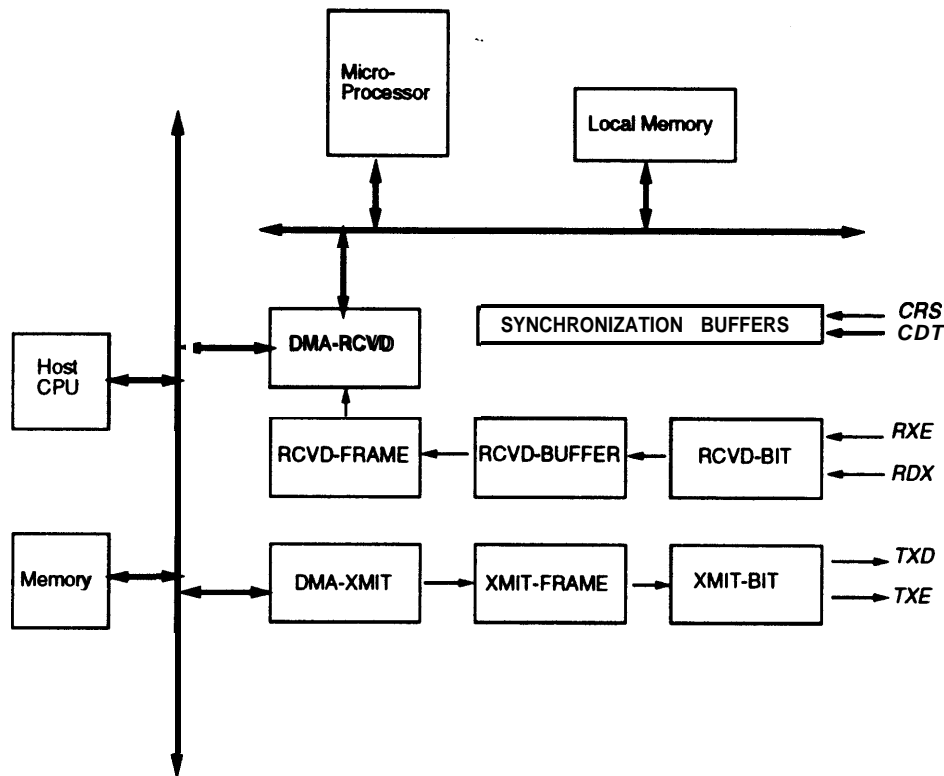 Micro-
Processor
Local Memory
DMA-RCVD
SYNCHRONIZATION BUFFERS
CRS
CDT
Host
CPU
RCVD-FRAME
RCVD-BUFFER
RCVD-BIT
RXE
RDX
Memory
DMA-XMIT
XMIT-FRAME
XMIT-BIT
TXD
TXE